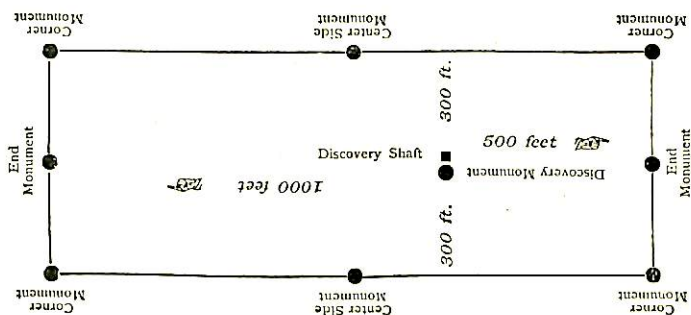 Corner
Monument
Center Side
Monument
Corner
Monument
300 ft.
500 feet
End
Monument
Discovery Shaft
Discovery Monument
End
Monument
1000 feet
300 ft.
Corner
Monument
Center Side
Monument
Corner
Monument